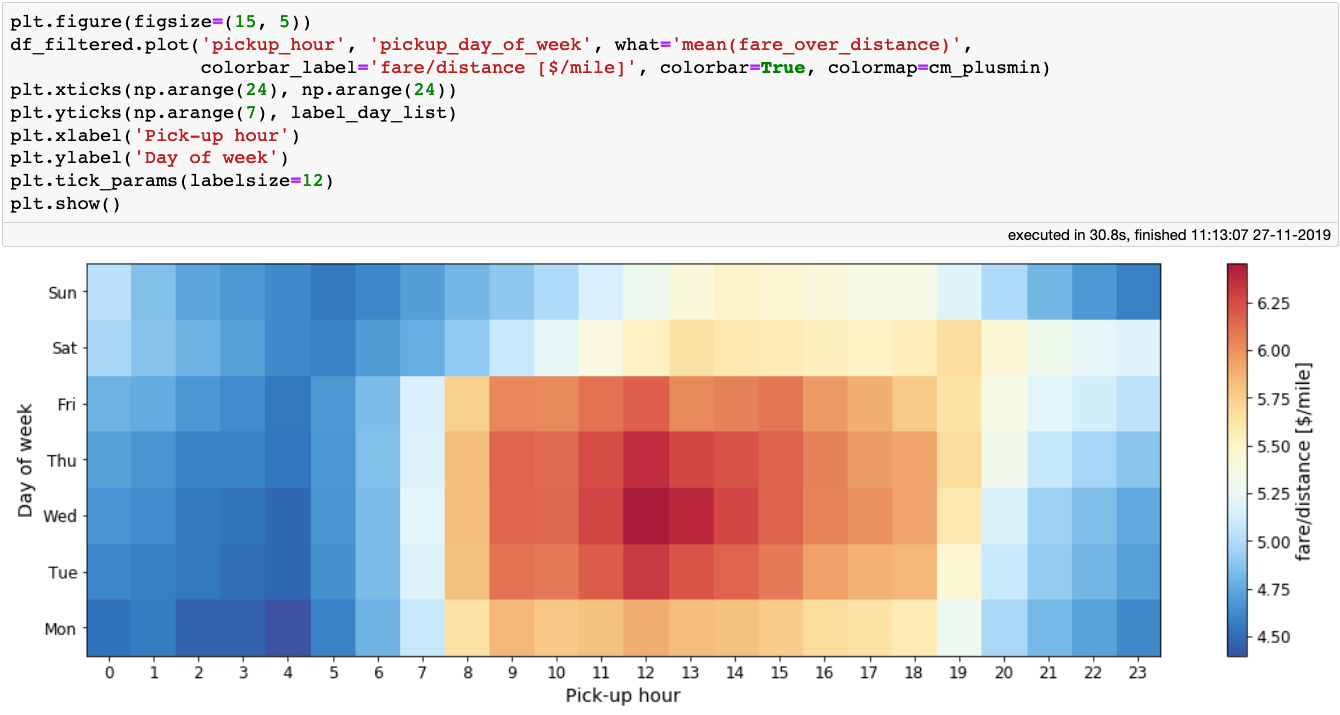 plt.figure(figsize=(15, 5))
df_filtered.plot('pickup_hour', 'pickup_day_of_week', what='mean(fare_over_distance)',
                 colorbar_label='fare/distance [$/mile]', colorbar=True, colormap=cm_plusmin)
plt.xticks(np.arange(24), np.arange(24))
plt.yticks(np.arange(7), label_day_list)
plt.xlabel('Pick-up hour')
plt.ylabel('Day of week')
plt.tick_params(labelsize=12)
plt.show()
executed in 30.8s, finished 11:13:07 27-11-2019
Day of week
Sun
Sat
Fri
Thu
Wed
Tue
Mon
0 1 2 3 4 5 6 7 8 9 10 11 12 13 14 15 16 17 18 19 20 21 22 23
Pick-up hour
6.25
6.00
5.75
5.50
5.25
5.00
4.75
4.50
fare/distance [$/mile]